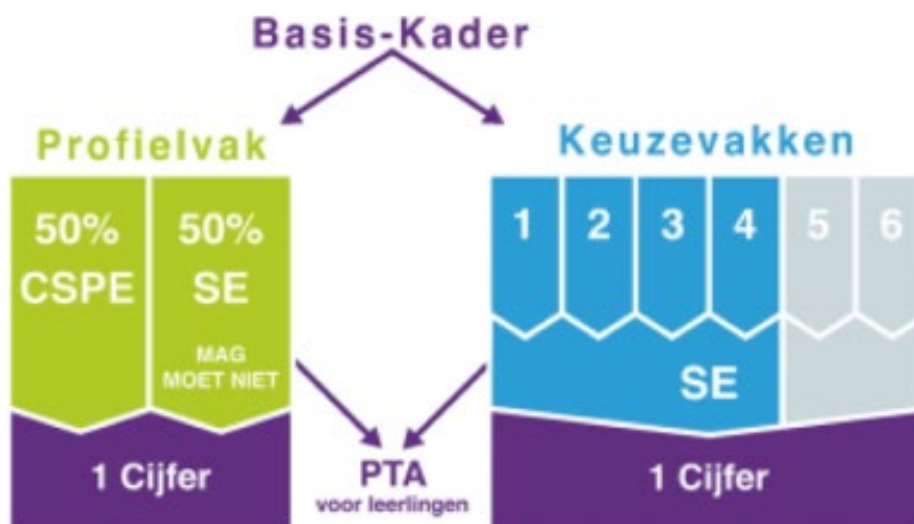 Basis-Kader
Profielvak
50%
CSPE
50%
SE
MAG
MOET NIET
1 Cijfer
PTA
voor leerlingen
Keuzevakken
1 2 3 4 5 6
SE
1 Cijfer